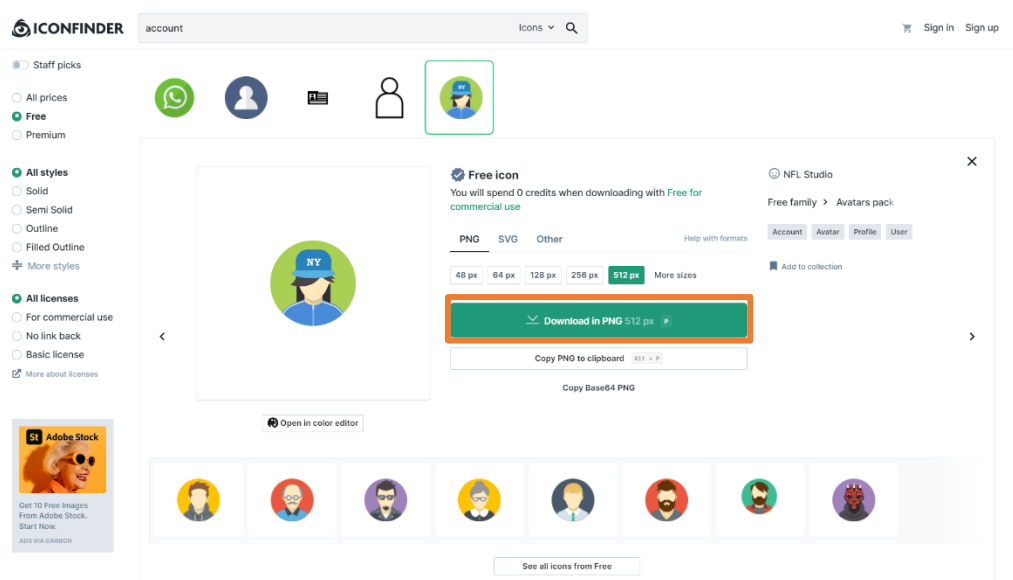 ICONFINDER
account
Icons
Sign in
Sign up
Staff picks
All prices
Free
Premium
All styles
Solid
Semi Solid
Outline
Filled Outline
More styles
All licenses
For commercial use
No link back
Basic license
More about licenses
St Adobe Stock
Get 10 Free Images
From Adobe Stock.
Start Now.
ADS VIA CARBON
NY
NY
Open in color editor
Free icon
You will spend 0 credits when downloading with Free for
commercial use
PNG SVG Other
Help with formats
48 px 64 px 128 px 256 px 512 px More sizes
Download in PNG 512 px P
Copy PNG to clipboard Alt + P
Copy Base64 PNG
NFL Studio
Free family > Avatars pack
Account Avatar Profile User
Add to collection
See all icons from Free